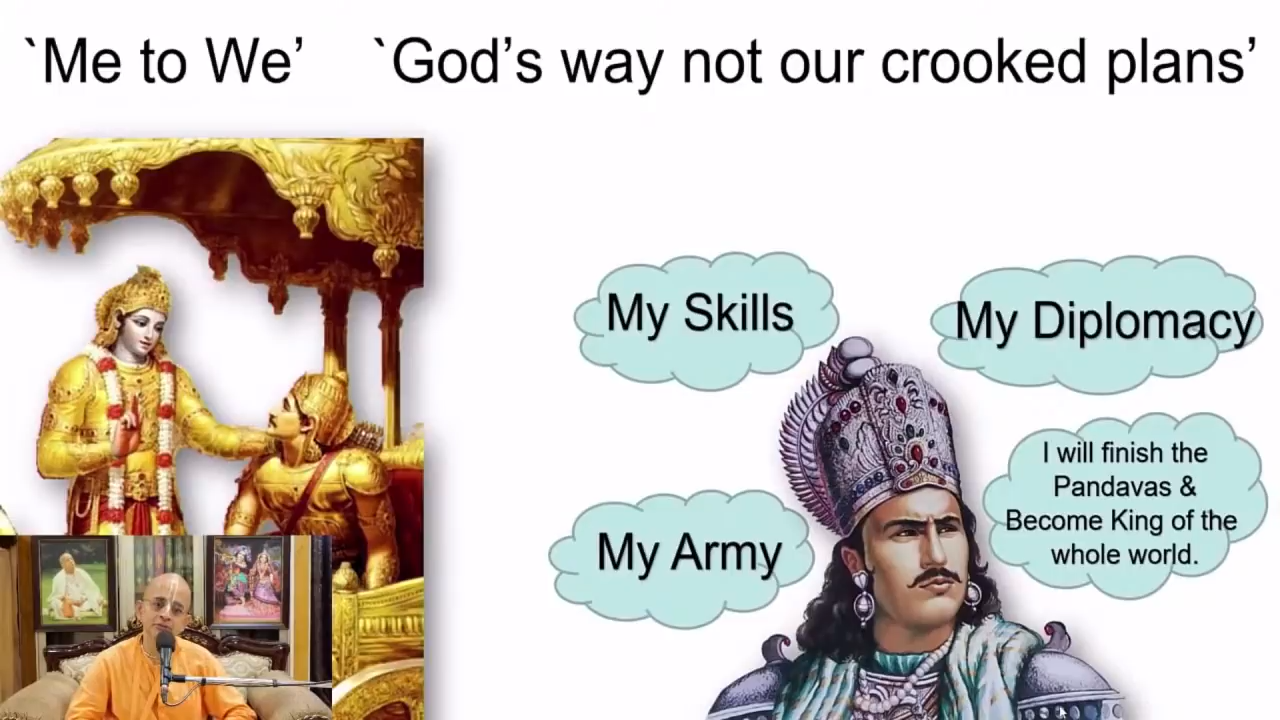 `Me to We’ `God’s way not our crooked plans’
My Skills
My Diplomacy
I will finish the
Pandavas &
Become King of the
whole world.
My Army